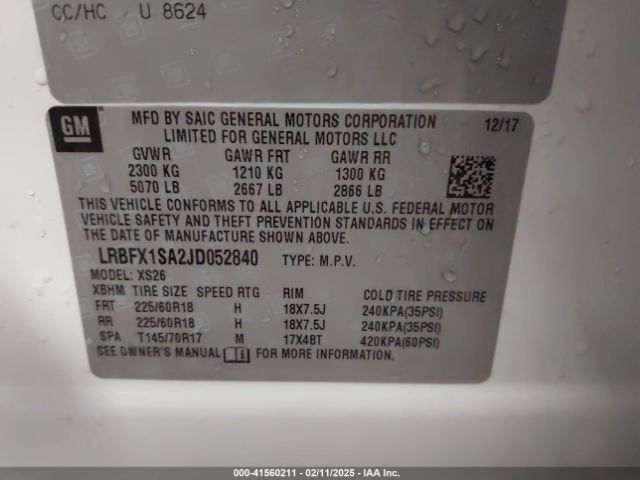 CC/HC U 8624
GM
MFD BY SAIC GENERAL MOTORS CORPORATION
LIMITED FOR GENERAL MOTORS LLC
12/17
GVWR GAWR FRT GAWR RR
2300 KG 1210 KG 1300 KG
5070 LB 2667 LB 2866 LB
THIS VEHICLE CONFORMS TO ALL APPLICABLE U.S. FEDERAL MOTOR
VEHICLE SAFETY AND THEFT PREVENTION STANDARDS IN EFFECT ON
THE DATE OF MANUFACTURE SHOWN ABOVE.
LRBFX1SA2JD052840 TYPE: M.P.V.
MODEL: XS26
XBHM TIRE SIZE SPEED RTG RIM COLD TIRE PRESSURE
FRT 225/60R18 H 18X7.5J 240KPA(35PSI)
RR 225/60R18 H 18X7.5J 240KPA(35PSI)
SPA T145/70R17 M 17X4BT 420KPA(60PSI)
SEE OWNER'S MANUAL FOR MORE INFORMATION.
000-41560211 - 02/11/2025 - IAAI.com